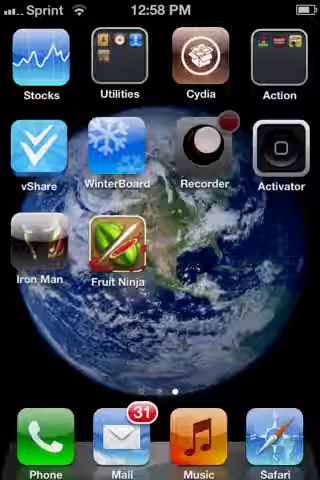 Sprint 12:58 PM
Stocks Utilities Cydia Action
vShare WinterBoard Recorder Activator
Iron Man Fruit Ninja
31
Phone Mail Music Safari